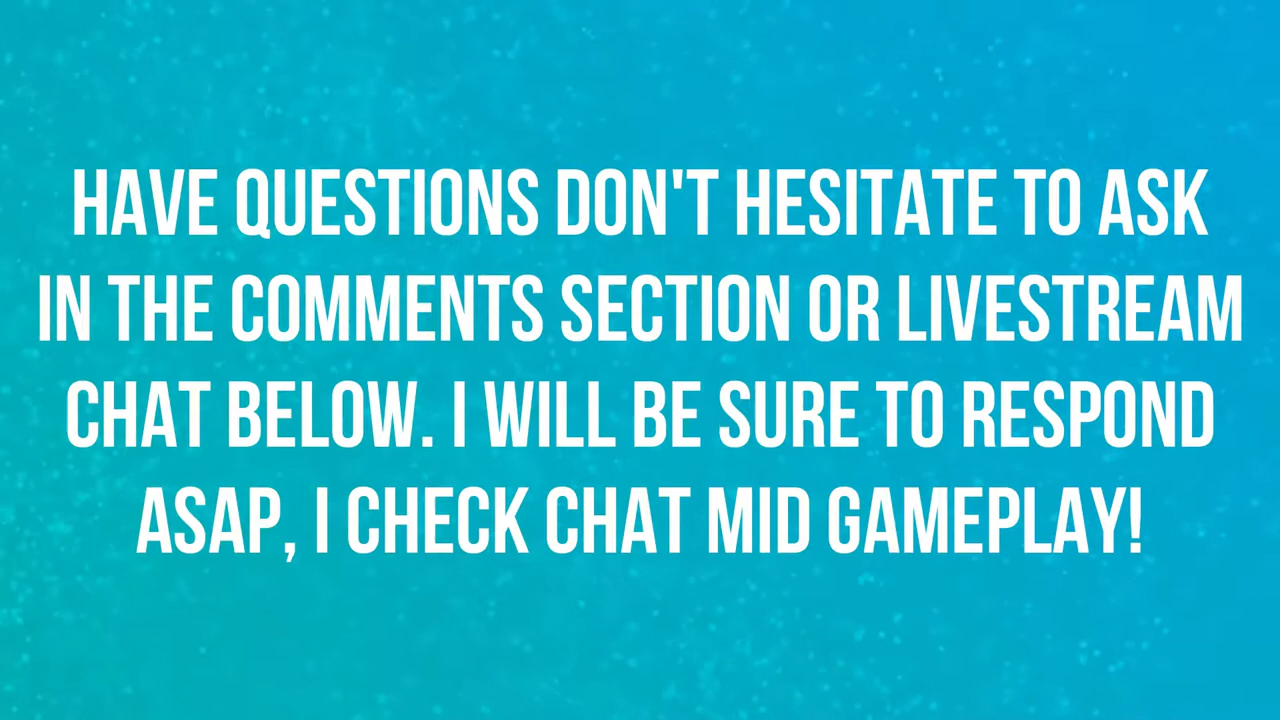 HAVE QUESTIONS DON'T HESITATE TO ASK
IN THE COMMENTS SECTION OR LIVESTREAM
CHAT BELOW. I WILL BE SURE TO RESPOND
ASAP, I CHECK CHAT MID GAMEPLAY!